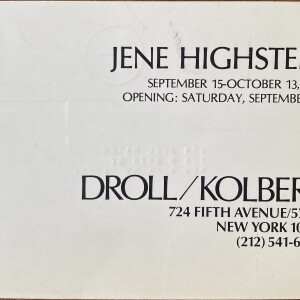 JENE HIGHSTE
SEPTEMBER 15-OCTOBER 13,
OPENING: SATURDAY, SEPTEMBE
DROLL/KOLBER
724 FIFTH AVENUE/5
NEW YORK 10
(212) 541-6